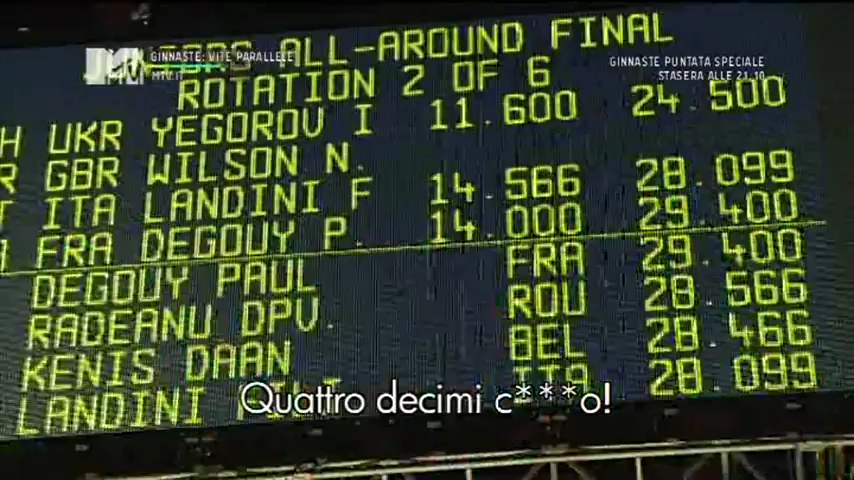 MTV
GINNASTE: VITE PARALLELE
MTV.IT
GINNASTE PUNTATA SPECIALE
STASERA ALLE 21.10
ALL-AROUND FINAL
ROTATION 2 OF 6
H UKR YEGOROV I 11.600 24.500
R GBR WILSON N.
ITA LANDINI F 14.566 28.099
FRA DEGOUY P. 14.000 29.400
DEGOUY PAUL FRA 29.400
RADEANU DPV. ROU 28.566
KENIS DAAN BEL 28.466
LANDINI ITA 28.099
Quattro decimi c***o!